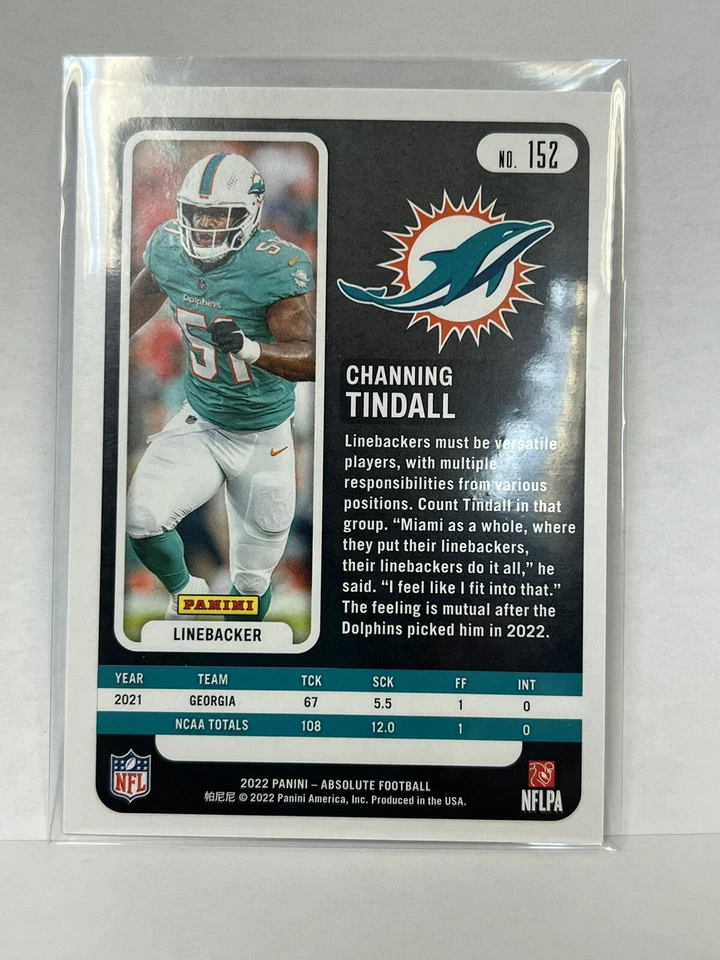 NO. 152
Dolphins
51
51
CHANNING
TINDALL
Linebackers must be versatile
players, with multiple
responsibilities from various
positions. Count Tindall in that
group. “Miami as a whole, where
they put their linebackers,
their linebackers do it all,” he
said. “I feel like I fit into that.”
The feeling is mutual after the
Dolphins picked him in 2022.
PANINI
LINEBACKER
YEAR TEAM TCK SCK FF INT
2021 GEORGIA 67 5.5 1 0
NCAA TOTALS 108 12.0 1 0
NFL
2022 PANINI – ABSOLUTE FOOTBALL
帕尼尼 © 2022 Panini America, Inc. Produced in the USA.
NFLPA